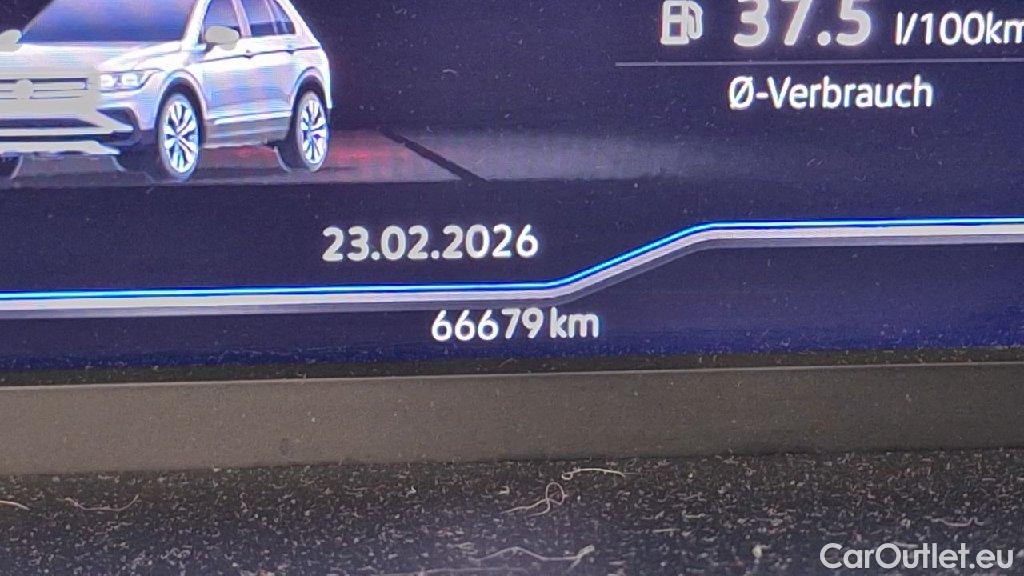 37.5 l/100km
Ø-Verbrauch
23.02.2026
66679 km
CarOutlet.eu